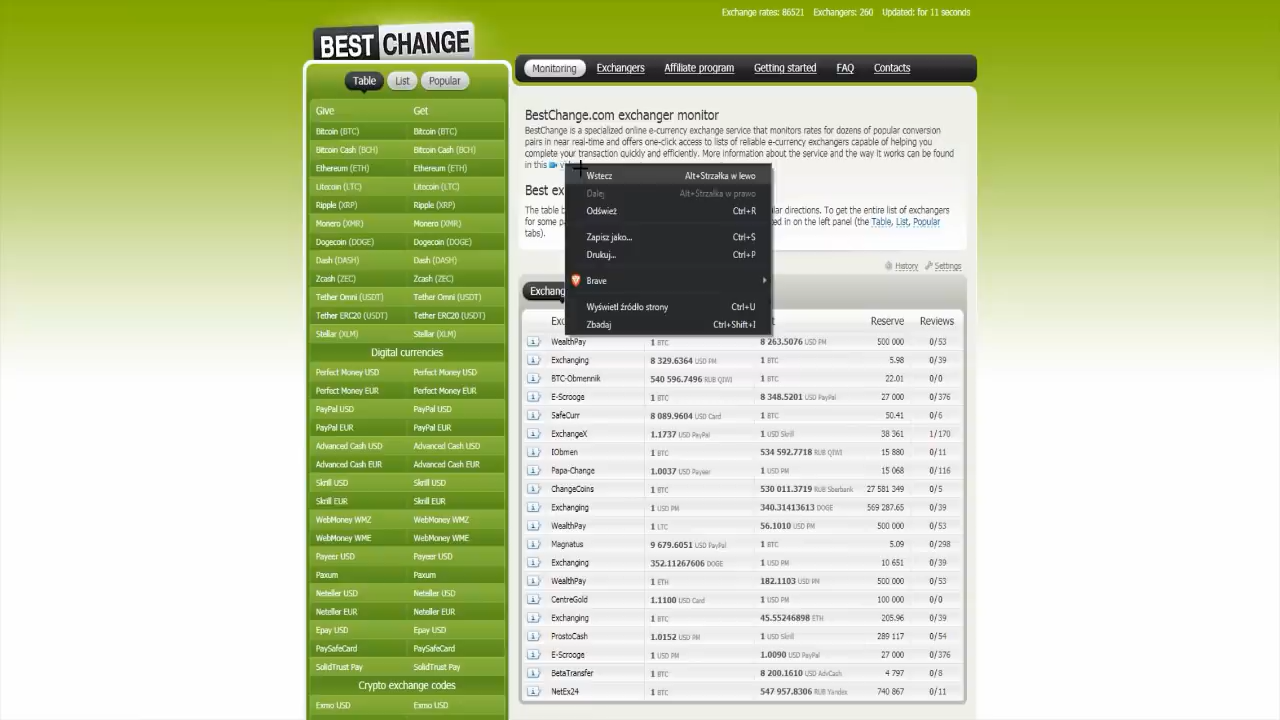 Exchange rates: 86521 Exchangers: 260 Updated: for 11 seconds
BEST CHANGE
Table List Popular
Monitoring Exchangers Affiliate program Getting started FAQ Contacts
Give Get
Bitcoin (BTC) Bitcoin (BTC)
Bitcoin Cash (BCH) Bitcoin Cash (BCH)
Ethereum (ETH) Ethereum (ETH)
Litecoin (LTC) Litecoin (LTC)
Ripple (XRP) Ripple (XRP)
Monero (XMR) Monero (XMR)
Dogecoin (DOGE) Dogecoin (DOGE)
Dash (DASH) Dash (DASH)
Zcash (ZEC) Zcash (ZEC)
Tether Omni (USDT) Tether Omni (USDT)
Tether ERC20 (USDT) Tether ERC20 (USDT)
Stellar (XLM) Stellar (XLM)
Digital currencies
Perfect Money USD Perfect Money USD
Perfect Money EUR Perfect Money EUR
PayPal USD PayPal USD
PayPal EUR PayPal EUR
Advanced Cash USD Advanced Cash USD
Advanced Cash EUR Advanced Cash EUR
Skrill USD Skrill USD
Skrill EUR Skrill EUR
WebMoney WMZ WebMoney WMZ
WebMoney WME WebMoney WME
Payeer USD Payeer USD
Paxum Paxum
Neteller USD Neteller USD
Neteller EUR Neteller EUR
Epay USD Epay USD
PaySafeCard PaySafeCard
SolidTrust Pay SolidTrust Pay
Crypto exchange codes
Exmo USD Exmo USD
BestChange.com exchanger monitor
BestChange is a specialized online e-currency exchange service that monitors rates for dozens of popular conversion
pairs in near real-time and offers one-click access to lists of reliable e-currency exchangers capable of helping you
complete your transaction quickly and efficiently. More information about the service and the way it works can be found
in this
Best ex
The table bular directions. To get the entire list of exchangers
for some pa ed in on the left panel (the Table, List, Popular
tabs).
Wstecz Alt+Strzałka w lewo
Dalej Alt+Strzałka w prawo
Odśwież Ctrl+R
Zapisz jako... Ctrl+S
Drukuj... Ctrl+P
Brave
Wyświetl źródło strony Ctrl+U
Zbadaj Ctrl+Shift+I
History Settings
Exchang
Exc t Reserve Reviews
WealthPay 1 BTC 8 263.5076 USD PM 500 000 0/53
Exchanging 8 329.6364 USD PM 1 BTC 5.98 0/39
BTC-Obmennik 540 596.7496 RUB QIWI 1 BTC 22.01 0/0
E-Scrooge 1 BTC 8 348.5201 USD PayPal 27 000 0/376
SafeCurr 8 089.9604 USD Card 1 BTC 50.41 0/6
ExchangeX 1.1737 USD PayPal 1 USD Skrill 38 361 1/170
IObmen 1 BTC 534 592.7718 RUB QIWI 15 880 0/11
Papa-Change 1.0037 USD Payeer 1 USD PM 15 068 0/116
ChangeCoins 1 BTC 530 011.3719 RUB Sberbank 27 581 349 0/5
Exchanging 1 USD PM 340.31413613 DOGE 569 287.65 0/39
WealthPay 1 LTC 56.1010 USD PM 500 000 0/53
Magnatus 9 679.6051 USD PayPal 1 BTC 5.09 0/298
Exchanging 352.11267606 DOGE 1 USD PM 10 651 0/39
WealthPay 1 ETH 182.1103 USD PM 500 000 0/53
CentreGold 1.1100 USD Card 1 USD PM 100 000 0/0
Exchanging 1 USD PM 45.55246898 ETH 205.96 0/39
ProstoCash 1.0152 USD PM 1 USD Skrill 289 117 0/54
E-Scrooge 1 USD PM 1.0090 USD PayPal 27 000 0/376
BetaTransfer 1 BTC 8 200.1610 USD AdvCash 4 797 0/8
NetEx24 1 BTC 547 957.8306 RUB Yandex 740 867 0/11